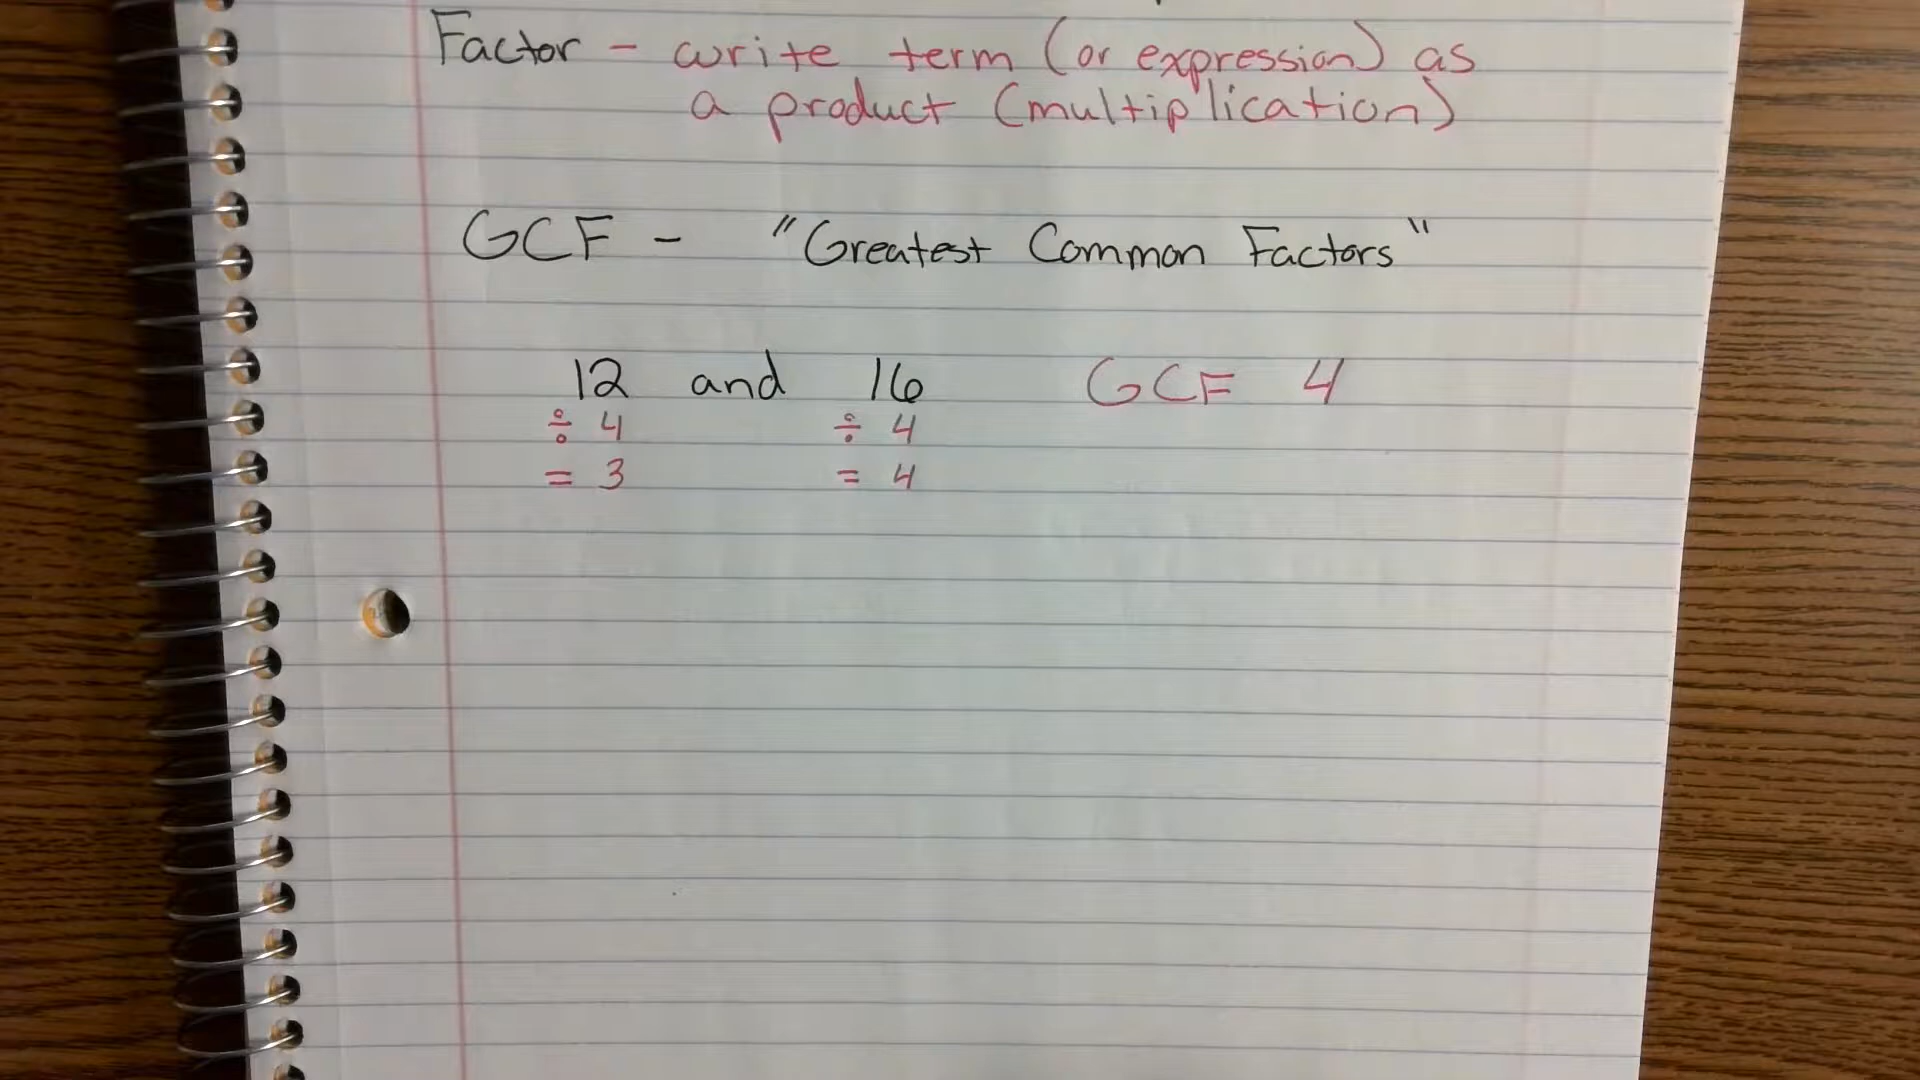 Factor - write term (or expression) as
a product (multiplication)
GCF - "Greatest Common Factors"
12 and 16 GCF 4
÷ 4 ÷ 4
= 3 = 4